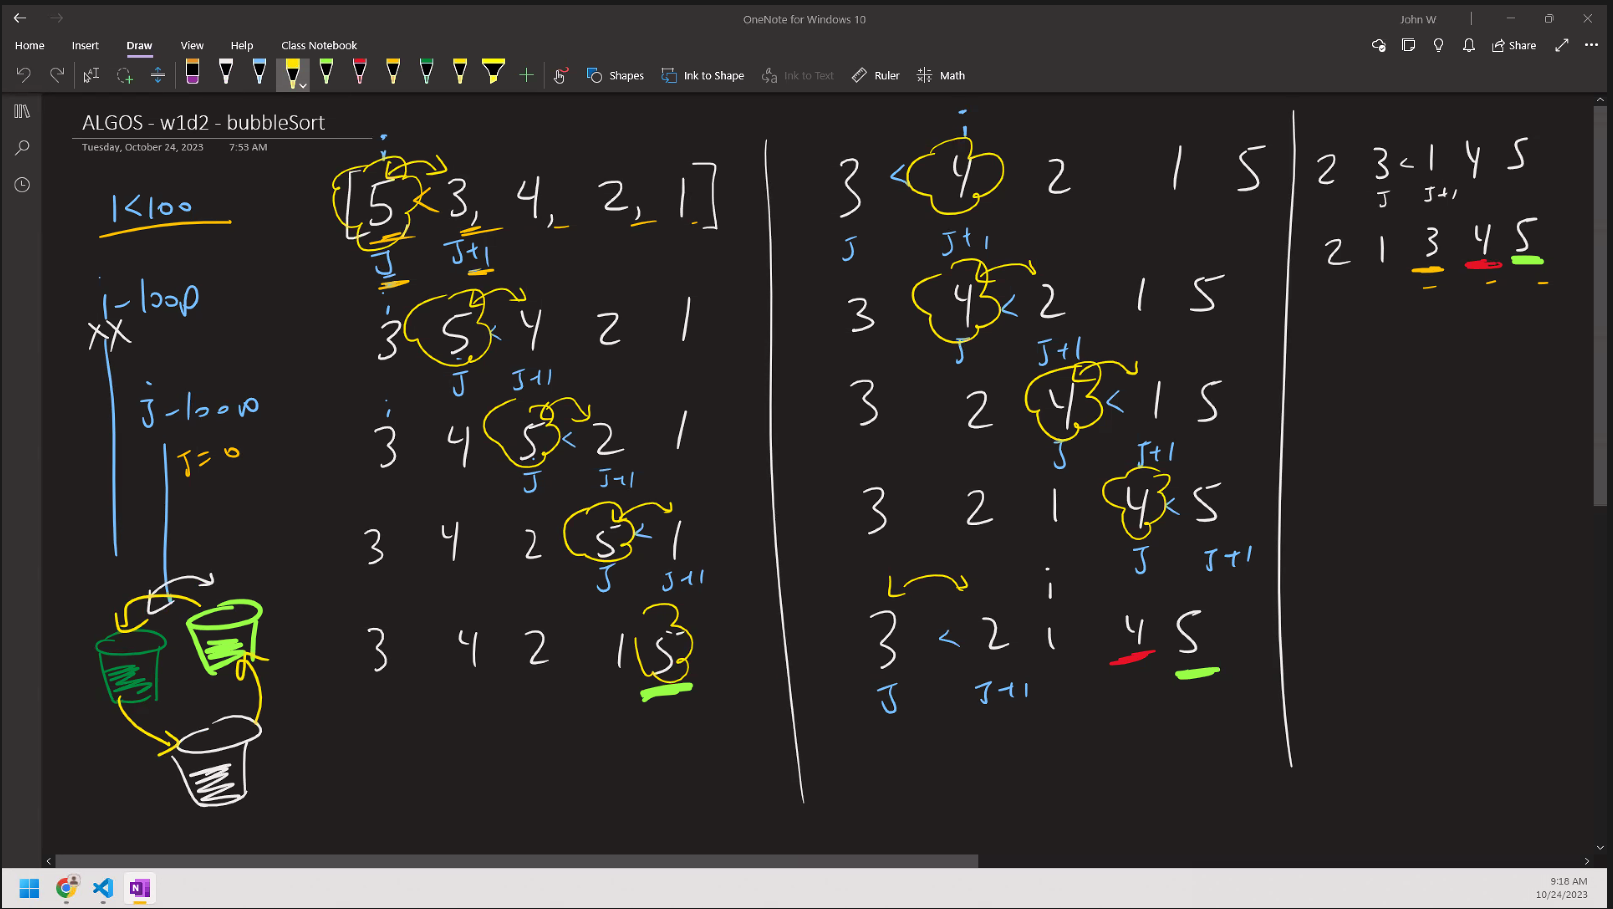 OneNote for Windows 10
John W
Home Insert Draw View Help Class Notebook
Share
Shapes Ink to Shape Ink to Text Ruler Math
ALGOS - w1d2 - bubbleSort
Tuesday, October 24, 2023 7:53 AM
1<100
i-loop
XX
j-loop
J=0
i
[5 < 3, 4, 2, 1]
J J+1
i
3 5 < 4 2 1
J J+1
i
3 4 5 < 2 1
J J+1
3 4 2 5 < 1
J J+1
3 4 2 1 5
i
3 < 4 2 1 5
J J+1
3 4 < 2 1 5
J J+1
3 2 4 < 1 5
J J+1
3 2 1 4 < 5
J J+1
i
3 < 2 1 4 5
J J+1
2 3 < 1 4 5
J J+1
2 1 3 4 5
9:18 AM
10/24/2023